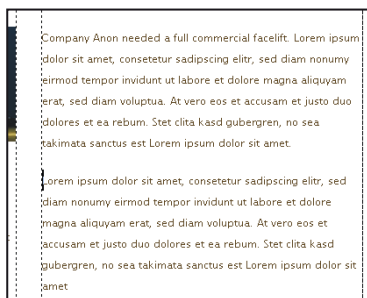 Company Anon needed a full commercial facelift. Lorem ipsum
dolor sit amet, consetetur sadipscing elitr, sed diam nonumy
eirmod tempor invidunt ut labore et dolore magna aliquyam
erat, sed diam voluptua. At vero eos et accusam et justo duo
dolores et ea rebum. Stet clita kasd gubergren, no sea
takimata sanctus est Lorem ipsum dolor sit amet.
Lorem ipsum dolor sit amet, consetetur sadipscing elitr, sed
diam nonumy eirmod tempor invidunt ut labore et dolore
magna aliquyam erat, sed diam voluptua. At vero eos et
accusam et justo duo dolores et ea rebum. Stet clita kasd
gubergren, no sea takimata sanctus est Lorem ipsum dolor sit
amet